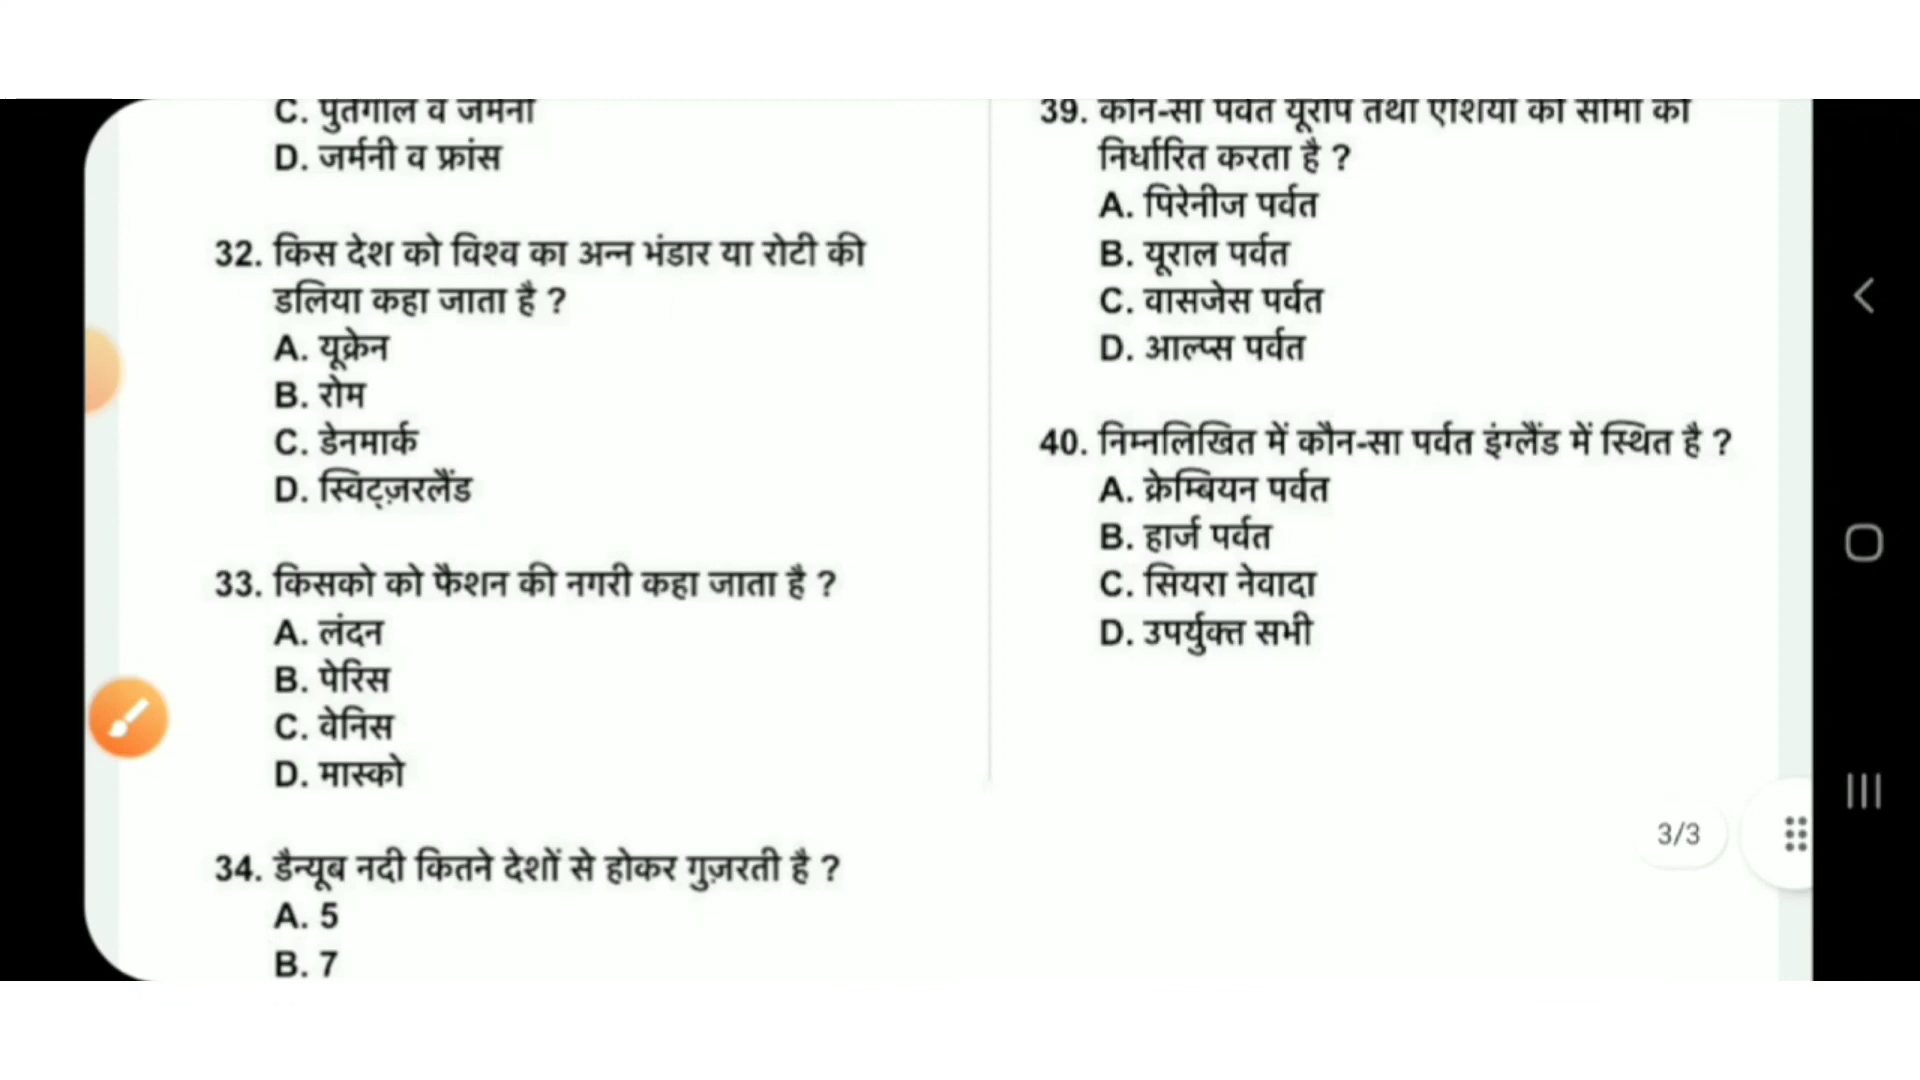 C. पुर्तगाल व जर्मनी
D. जर्मनी व फ्रांस
32. किस देश को विश्व का अन्न भंडार या रोटी की
डलिया कहा जाता है ?
A. यूक्रेन
B. रोम
C. डेनमार्क
D. स्विट्ज़रलैंड
33. किसको को फैशन की नगरी कहा जाता है ?
A. लंदन
B. पेरिस
C. वेनिस
D. मास्को
34. डैन्यूब नदी कितने देशों से होकर गुज़रती है ?
A. 5
B. 7
39. कौन-सा पर्वत यूरोप तथा एशिया की सीमा को
निर्धारित करता है ?
A. पिरेनीज पर्वत
B. यूराल पर्वत
C. वासजेस पर्वत
D. आल्प्स पर्वत
40. निम्नलिखित में कौन-सा पर्वत इंग्लैंड में स्थित है ?
A. क्रेम्बियन पर्वत
B. हार्ज पर्वत
C. सियरा नेवादा
D. उपर्युक्त सभी
3/3